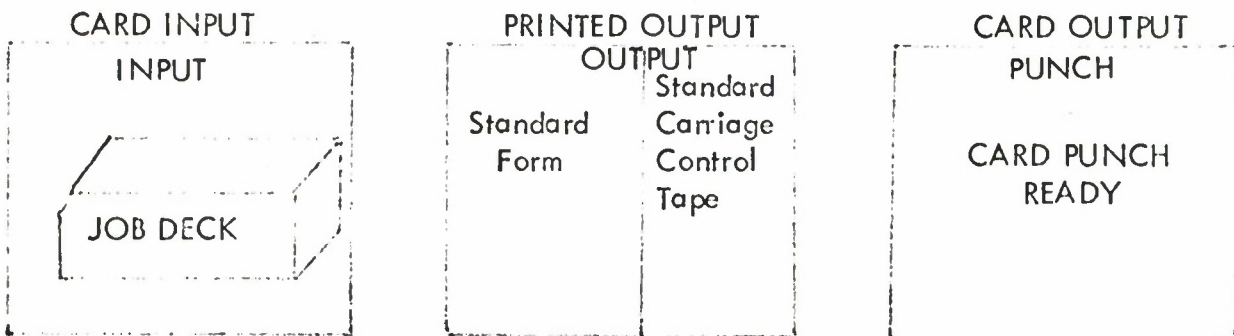 CARD INPUT
INPUT
JOB DECK
PRINTED OUTPUT
OUTPUT
Standard
Form
Standard
Carriage
Control
Tape
CARD OUTPUT
PUNCH
CARD PUNCH
READY